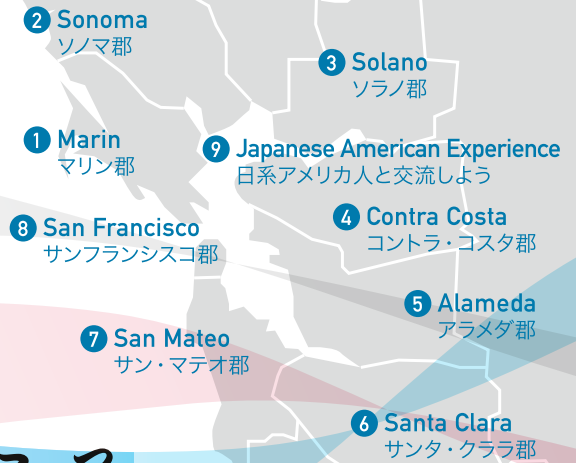 2 Sonoma
ソノマ郡
3 Solano
ソラノ郡
1 Marin
マリン郡
9 Japanese American Experience
日系アメリカ人と交流しよう
4 Contra Costa
コントラ・コスタ郡
8 San Francisco
サンフランシスコ郡
5 Alameda
アラメダ郡
7 San Mateo
サン・マテオ郡
6 Santa Clara
サンタ・クララ郡